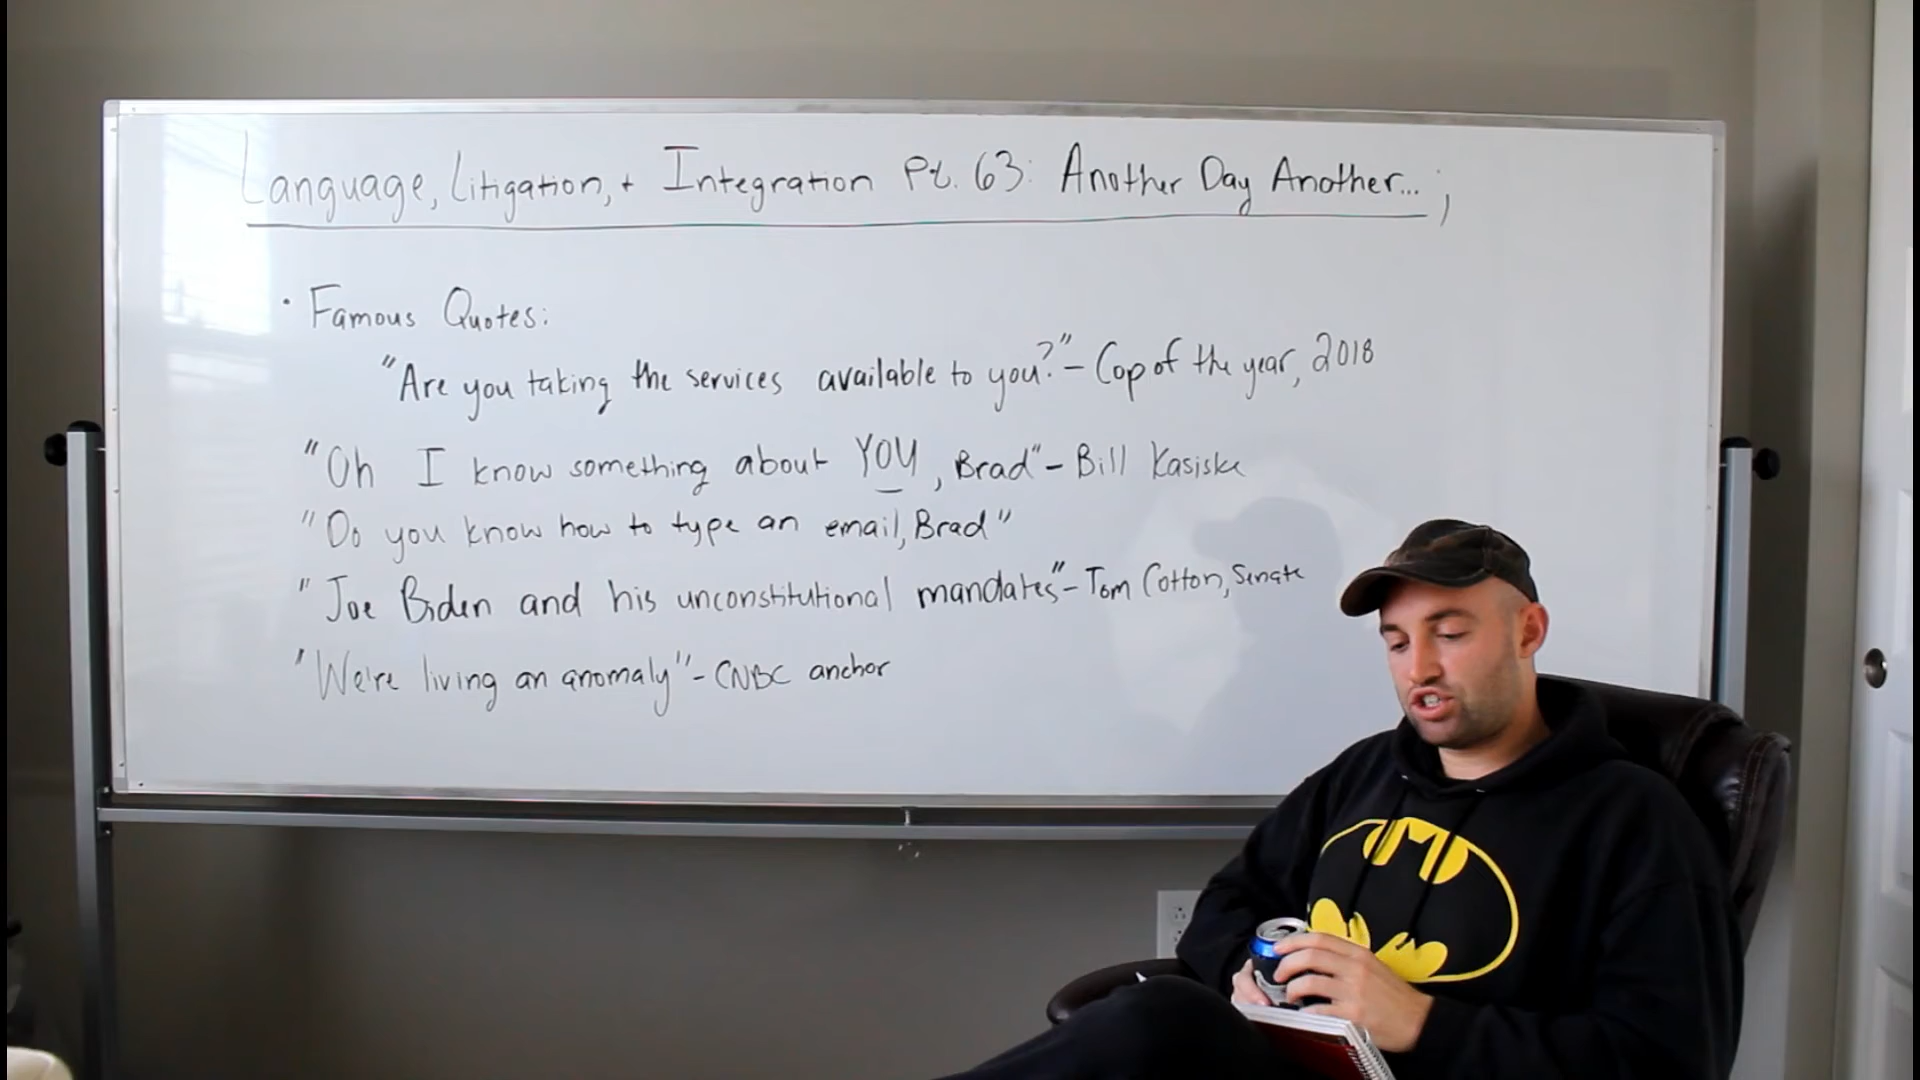 Language, Litigation, + Integration Pt. 63: Another Day Another... ;
· Famous Quotes:
"Are you taking the services available to you?" - Cop of the year, 2018
"Oh I know something about YOU, Brad" - Bill Kasiske
"Do you know how to type an email, Brad"
"Joe Biden and his unconstitutional mandates" - Tom Cotton, Senate
"We're living an anomaly" - CNBC anchor